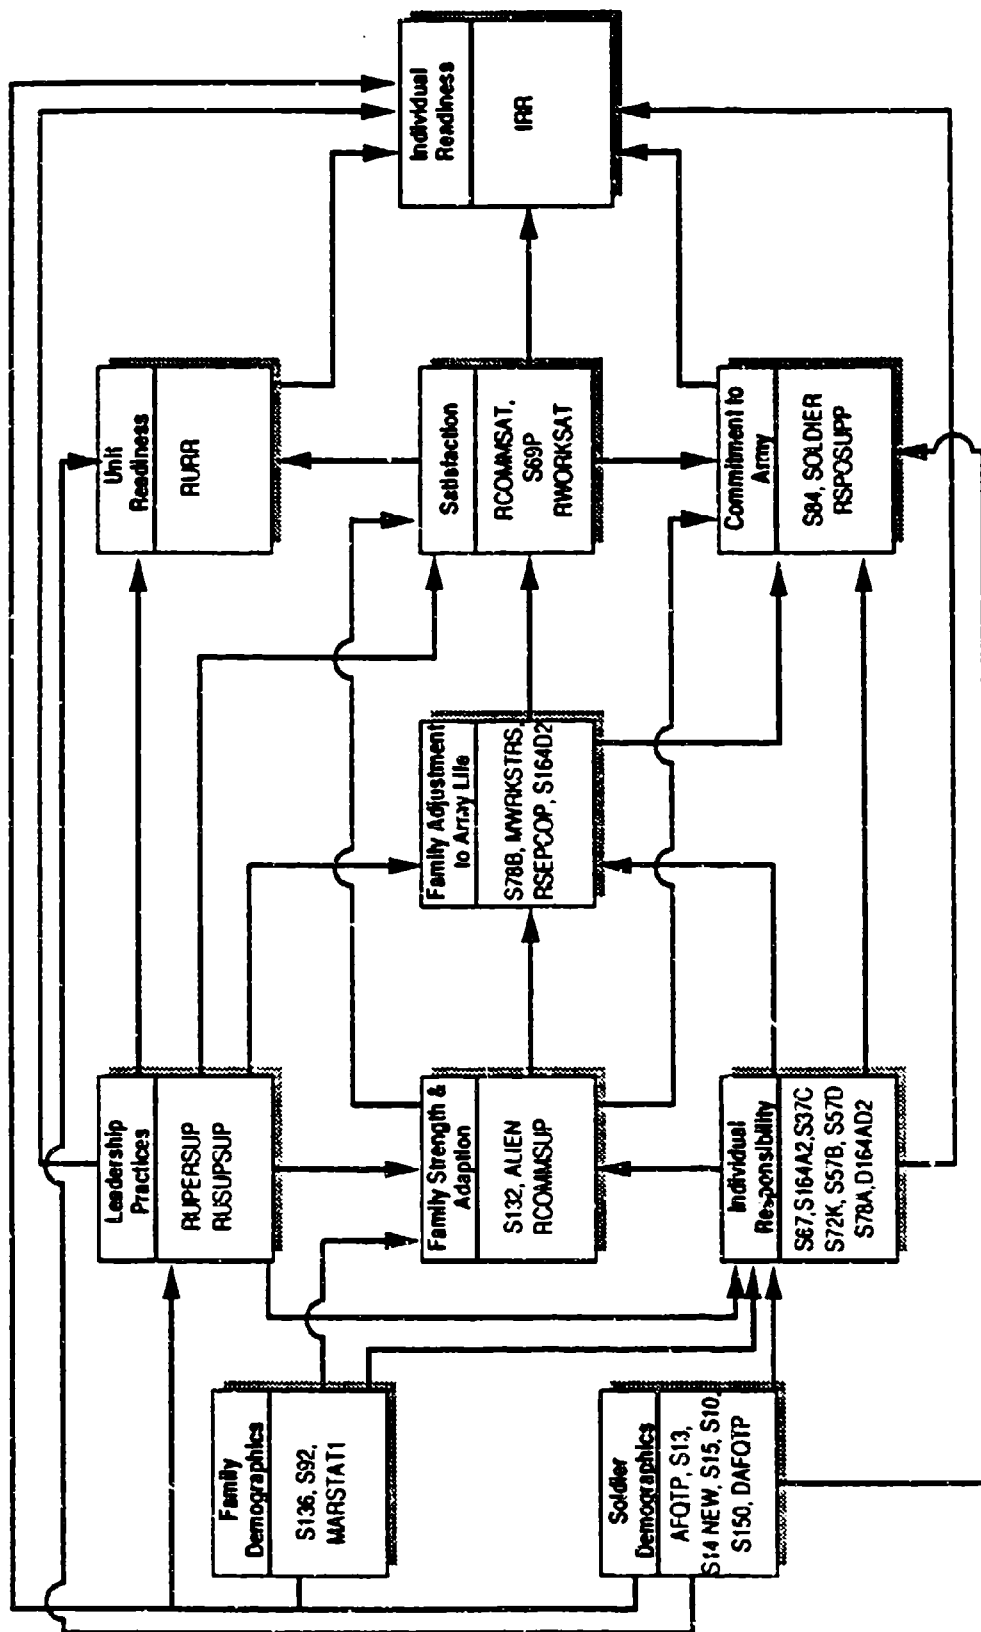 Family
Demographics
S136, S92,
MARSTAT1
Soldier
Demographics
AFQTP, S13,
S14 NEW, S15, S10,
S150, DAFQTP
Leadership
Practices
RUPERSUP
RUSUPSUP
Family Strength &
Adaption
S132, ALIEN
RCOMMSUP
Individual
Responsibility
S67,S164A2,S37C
S72K, S57B, S57D
S78A,D164AD2
Family Adjustment
to Array Life
S78B, MWRKSTRS,
RSEPCOP, S164D2
Unit
Readiness
RURR
Satisfaction
RCOMMSAT,
S69P
RWORKSAT
Commitment to
Army
S84, SOLDIER
RSPOSUPP
Individual
Readiness
IRR